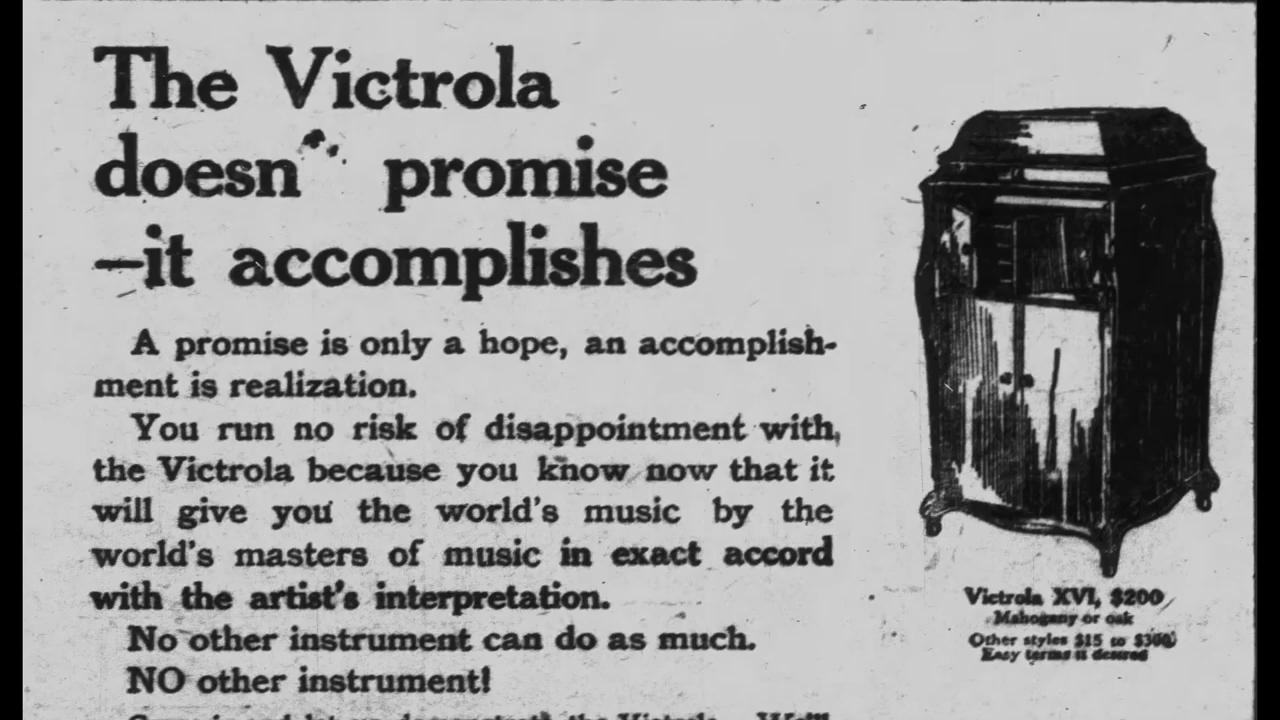 The Victrola
doesn promise
—it accomplishes
A promise is only a hope, an accomplish-
ment is realization.
You run no risk of disappointment with
the Victrola because you know now that it
will give you the world's music by the
world's masters of music in exact accord
with the artist's interpretation.
No other instrument can do as much.
NO other instrument!
Victrola XVI, $200
Mahogany or oak
Other styles $15 to $300
Easy terms if desired